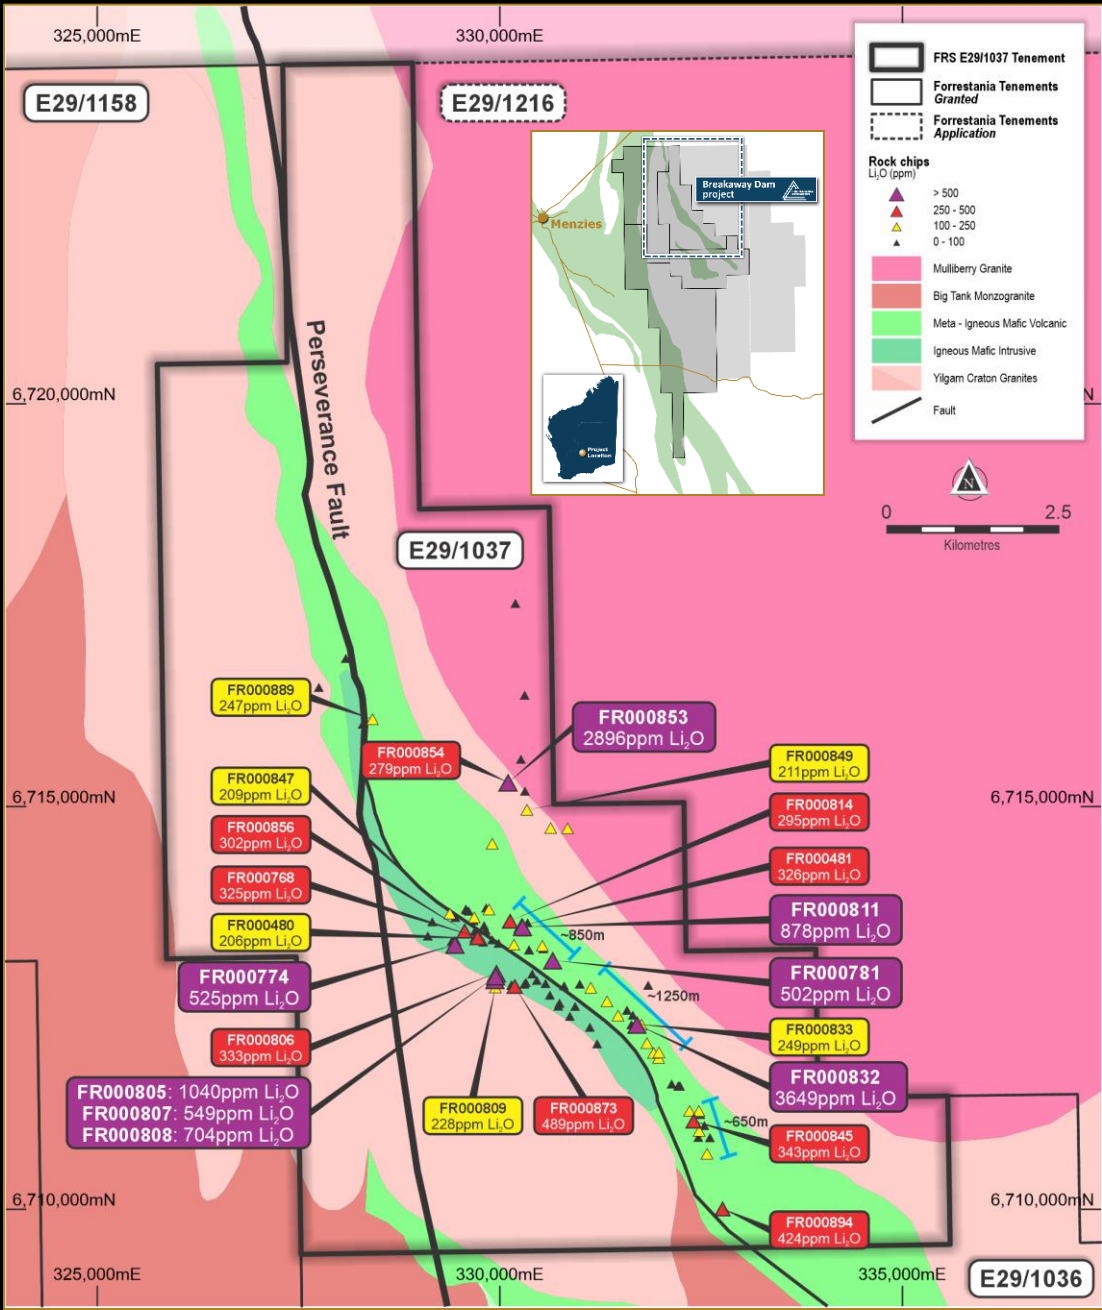 325,000mE
330,000mE
E29/1158
E29/1216
FRS E29/1037 Tenement
Forrestania Tenements
Granted
Forrestania Tenements
Application
Rock chips
Li₂O (ppm)
> 500
250 - 500
100 - 250
0 - 100
Mulliberry Granite
Big Tank Monzogranite
Meta - Igneous Mafic Volcanic
Igneous Mafic Intrusive
Yilgarn Craton Granites
Fault
Breakaway Dam
project
Menzies
Project
Location
Perseverance Fault
6,720,000mN
N
N
0
2.5
Kilometres
E29/1037
FR000889
247ppm Li₂O
FR000853
2896ppm Li₂O
FR000854
279ppm Li₂O
FR000849
211ppm Li₂O
FR000847
209ppm Li₂O
6,715,000mN
6,715,000mN
FR000814
295ppm Li₂O
FR000856
302ppm Li₂O
FR000481
326ppm Li₂O
FR000768
325ppm Li₂O
FR000811
878ppm Li₂O
FR000480
206ppm Li₂O
~850m
FR000774
525ppm Li₂O
FR000781
502ppm Li₂O
~1250m
FR000833
249ppm Li₂O
FR000806
333ppm Li₂O
FR000832
3649ppm Li₂O
FR000805: 1040ppm Li₂O
FR000807: 549ppm Li₂O
FR000808: 704ppm Li₂O
FR000809
228ppm Li₂O
FR000873
489ppm Li₂O
~650m
FR000845
343ppm Li₂O
6,710,000mN
6,710,000mN
FR000894
424ppm Li₂O
325,000mE
330,000mE
335,000mE
E29/1036